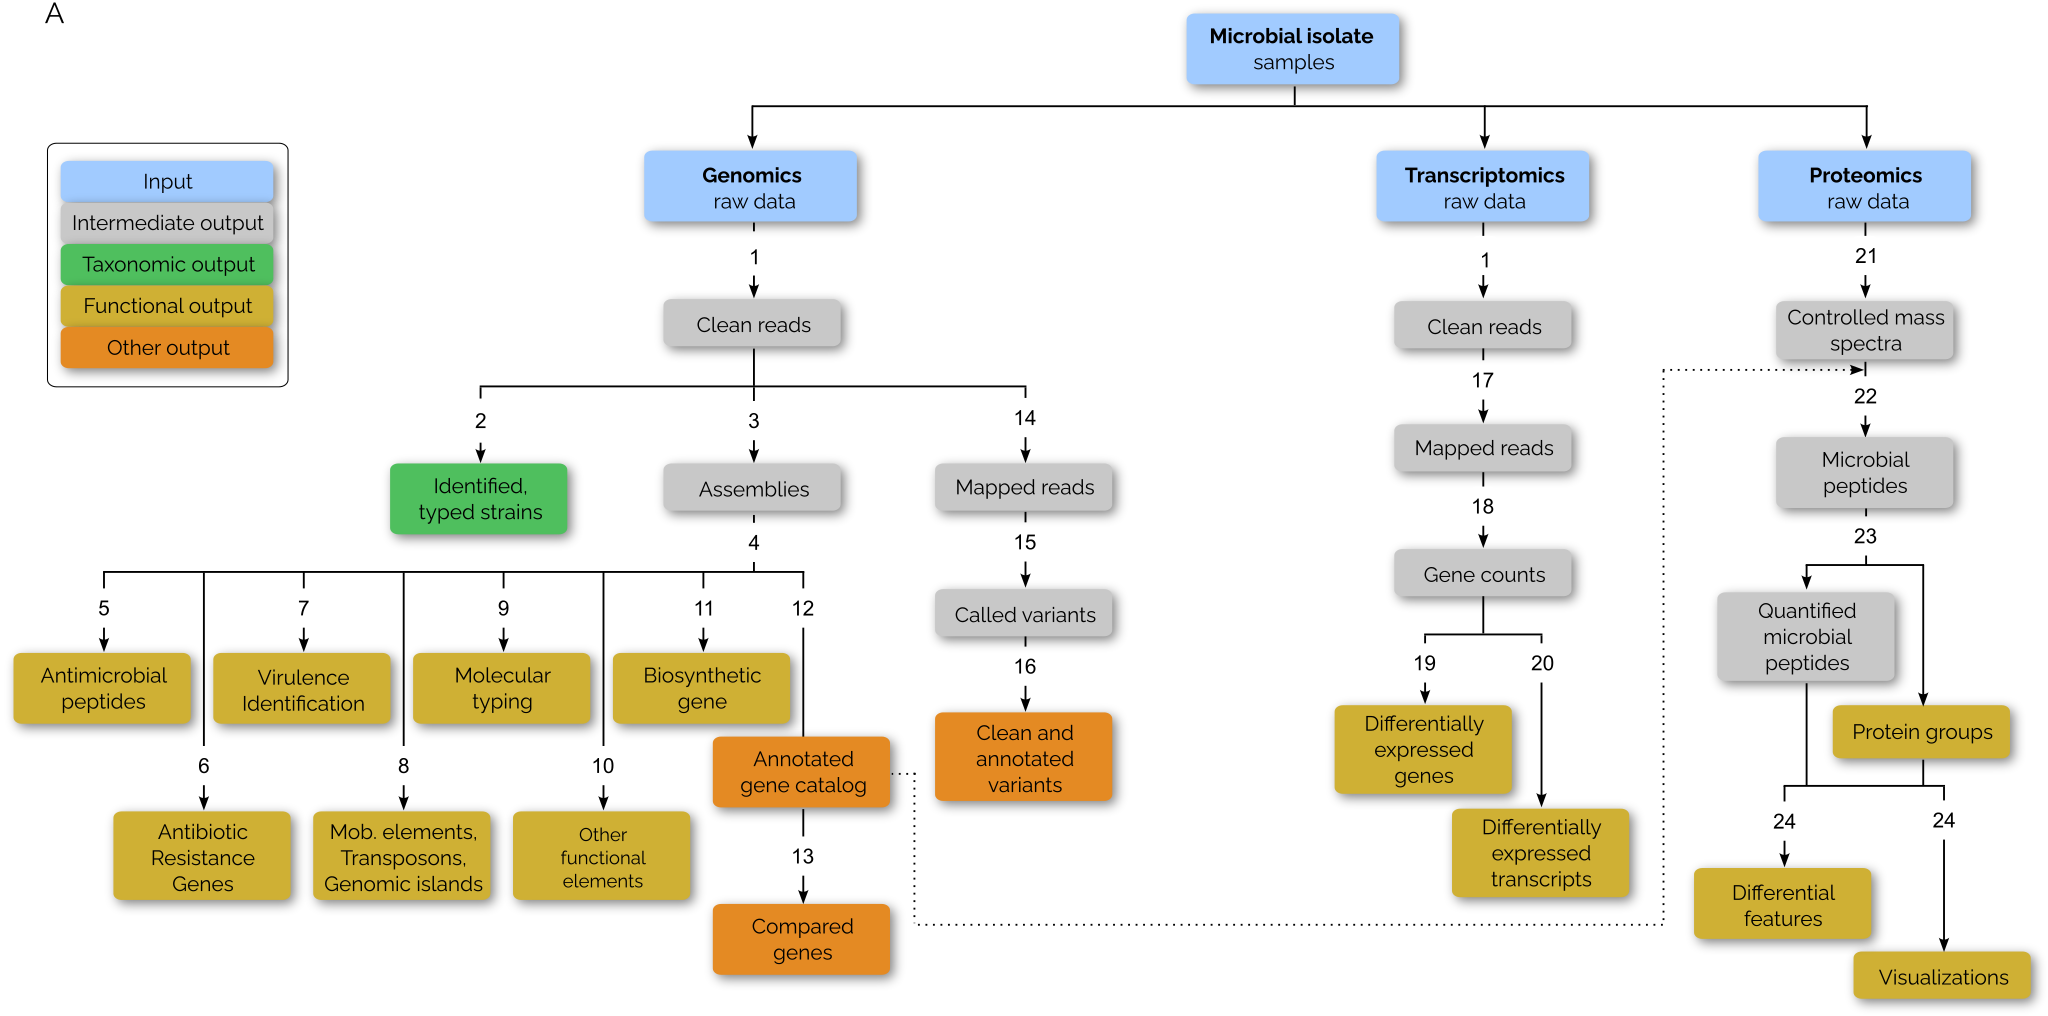 A
Microbial isolate
samples
Input
Intermediate output
Taxonomic output
Functional output
Other output
Genomics
raw data
Transcriptomics
raw data
Proteomics
raw data
1
1
21
Clean reads
Clean reads
Controlled mass
spectra
2
3
14
17
22
Identified,
typed strains
Assemblies
Mapped reads
Mapped reads
Microbial
peptides
4
15
18
23
Called variants
Gene counts
Quantified
microbial
peptides
5
7
9
11
12
16
19
20
Antimicrobial
peptides
Virulence
Identification
Molecular
typing
Biosynthetic
gene
Clean and
annotated
variants
Differentially
expressed
genes
Protein groups
6
8
10
Annotated
gene catalog
Antibiotic
Resistance
Genes
Mob. elements,
Transposons,
Genomic islands
Other
functional
elements
13
Differentially
expressed
transcripts
24
24
Compared
genes
Differential
features
Visualizations